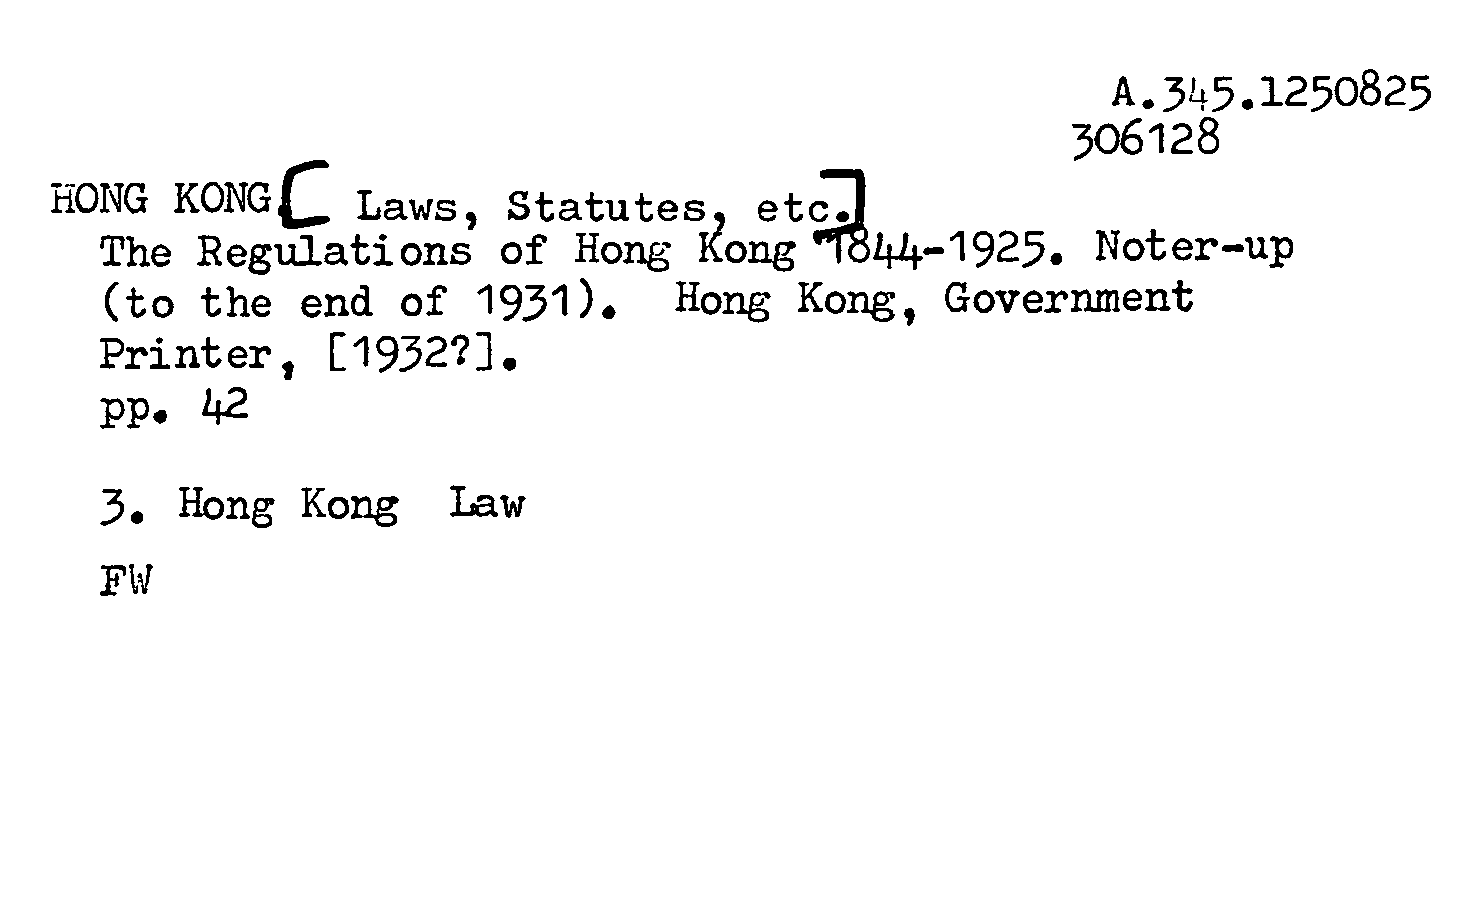 A.345.1250825
306128
HONG KONG. [ Laws, Statutes, etc.]
The Regulations of Hong Kong 1844-1925. Noter-up
(to the end of 1931). Hong Kong, Government
Printer, [1932?].
pp. 42
3. Hong Kong Law
FW